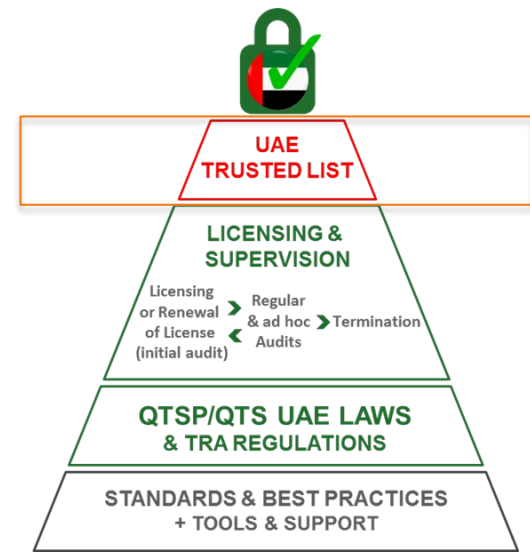 UAE
TRUSTED LIST
LICENSING &
SUPERVISION
Licensing
or Renewal
of License
(initial audit)
Regular
& ad hoc
Audits
Termination
QTSP/QTS UAE LAWS
& TRA REGULATIONS
STANDARDS & BEST PRACTICES
+ TOOLS & SUPPORT